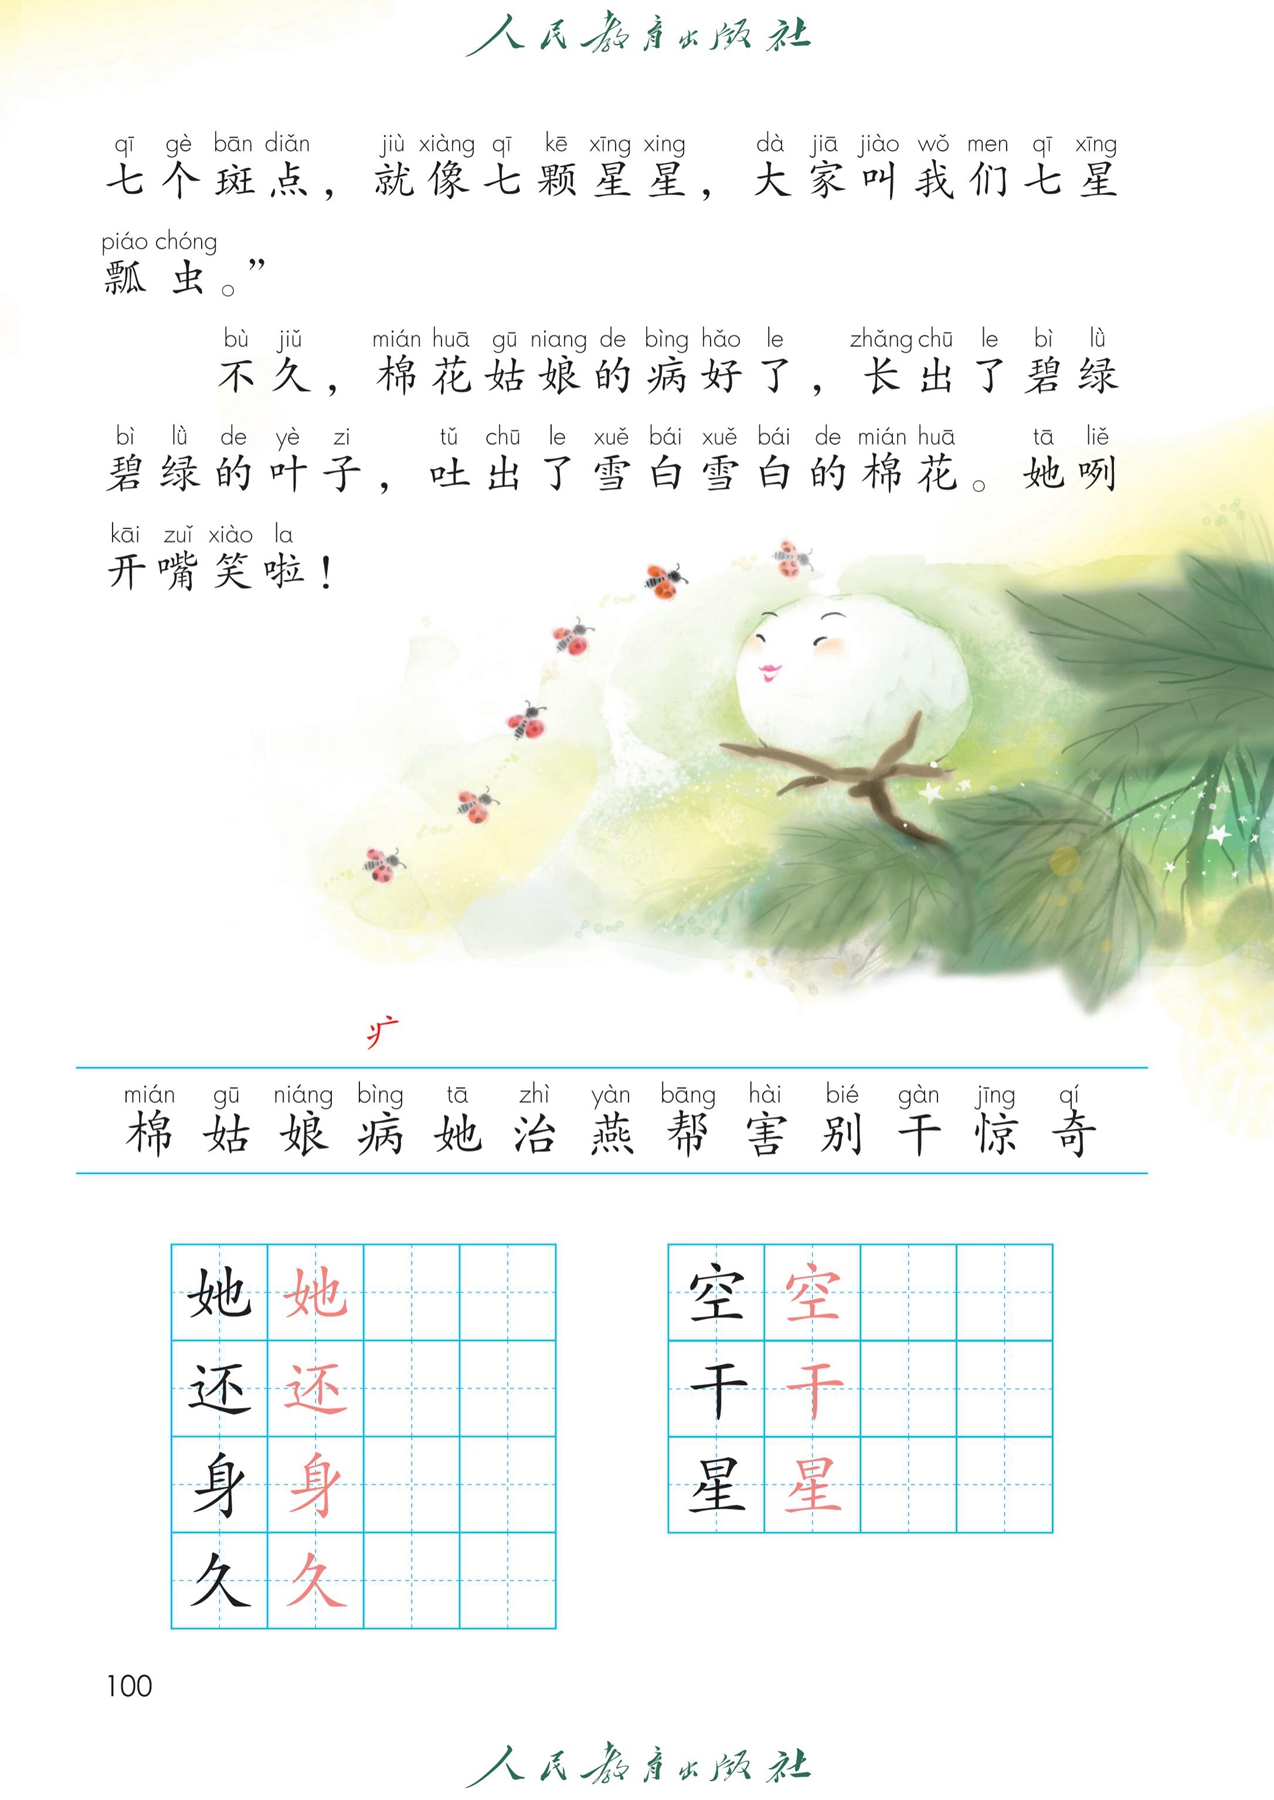 人民教育出版社
qī gè bān diǎn jiù xiàng qī kē xīng xing dà jiā jiào wǒ men qī xīng
七个斑点，就像七颗星星，大家叫我们七星
piáo chóng
瓢虫。”
bù jiǔ mián huā gū niang de bìng hǎo le zhǎng chū le bì lǜ
不久，棉花姑娘的病好了，长出了碧绿
bì lǜ de yè zi tǔ chū le xuě bái xuě bái de mián huā tā liě
碧绿的叶子，吐出了雪白雪白的棉花。她咧
kāi zuǐ xiào la
开嘴笑啦！
疒
mián gū niáng bìng tā zhì yàn bāng hài bié gàn jīng qí
棉姑娘病她治燕帮害别干惊奇
她 她 空 空
还 还 干 干
身 身 星 星
久 久
100
人民教育出版社